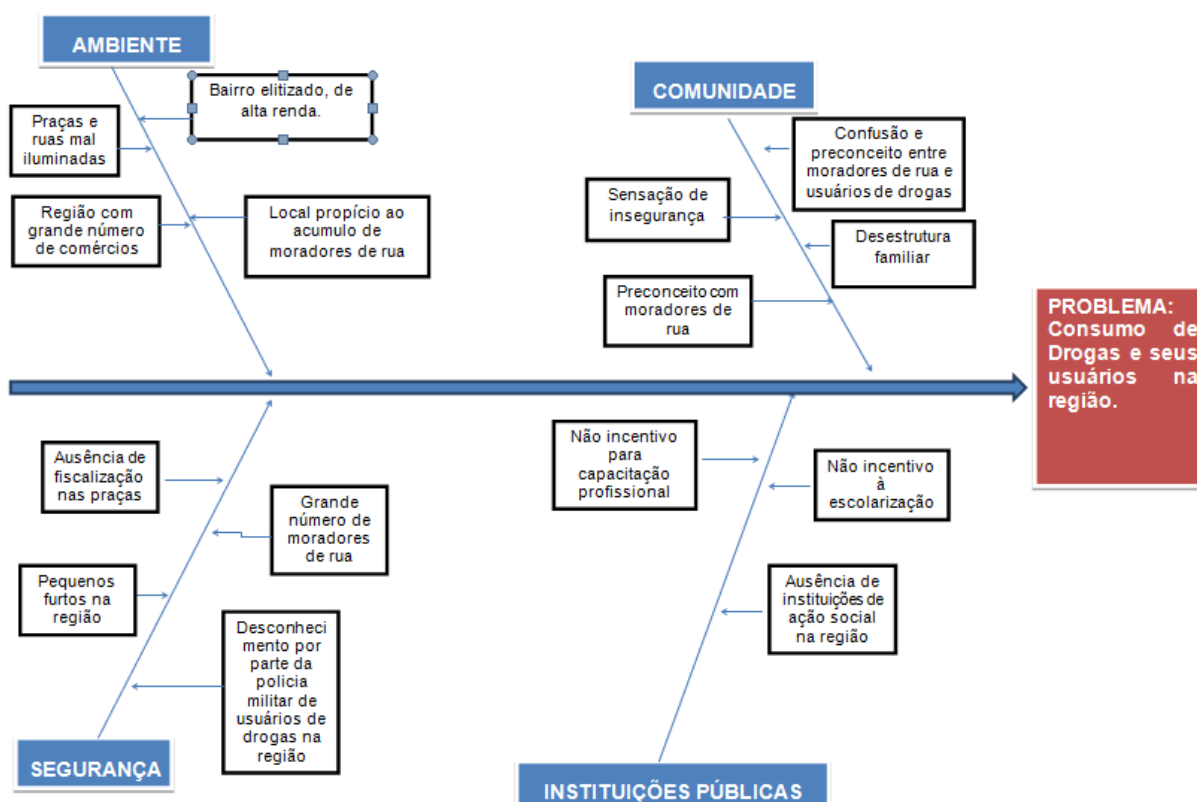 AMBIENTE
Bairro elitizado, de
alta renda.
Praças e
ruas mal
iluminadas
Região com
grande número
de comércios
Local propício ao
acumulo de
moradores de rua
COMUNIDADE
Confusão e
preconceito entre
moradores de rua e
usuários de drogas
Sensação de
insegurança
Desestrutura
familiar
Preconceito com
moradores de
rua
PROBLEMA:
Consumo de
Drogas e seus
usuários na
região.
Ausência de
fiscalização
nas praças
Grande
número de
moradores
de rua
Pequenos
furtos na
região
Desconheci
mento por
parte da
policia
militar de
usuários de
drogas na
região
SEGURANÇA
Não incentivo
para
capacitação
profissional
Não incentivo
à
escolarização
Ausência de
instituições de
ação social
na região
INSTITUIÇÕES PÚBLICAS